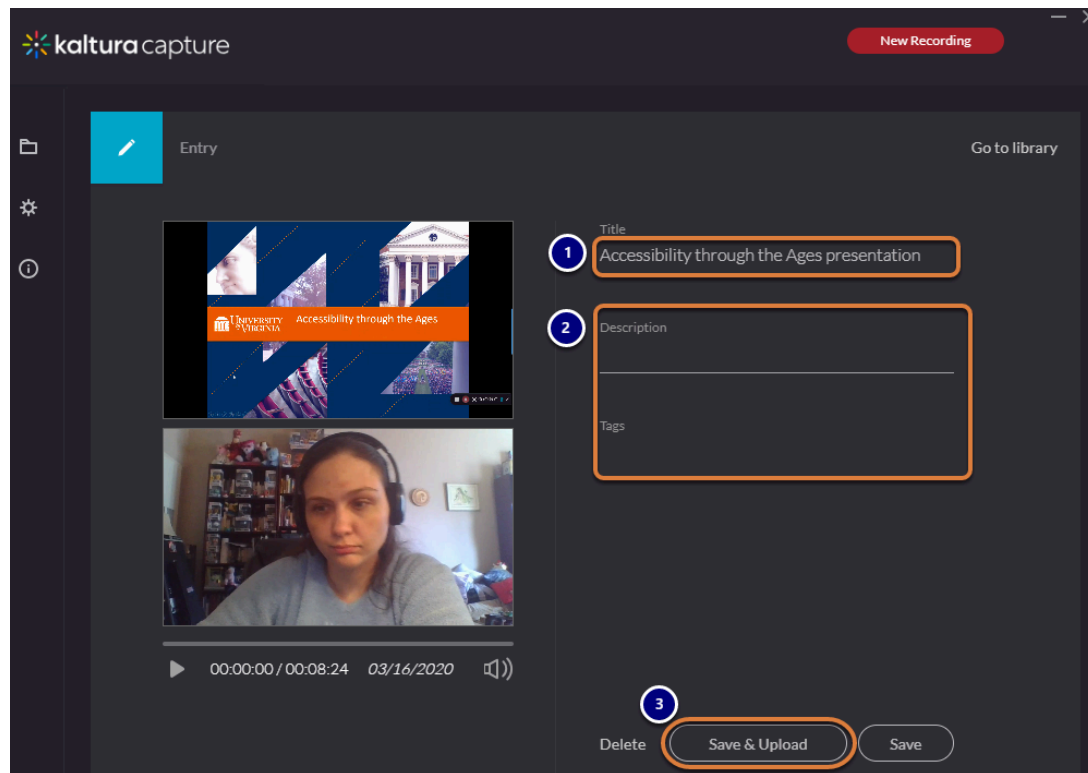 kaltura capture
New Recording
Entry
Go to library
Title
1
Accessibility through the Ages presentation
2
Description
Tags
UNIVERSITY of VIRGINIA
Accessibility through the Ages
00:00:00 / 00:08:24 03/16/2020
3
Delete
Save & Upload
Save